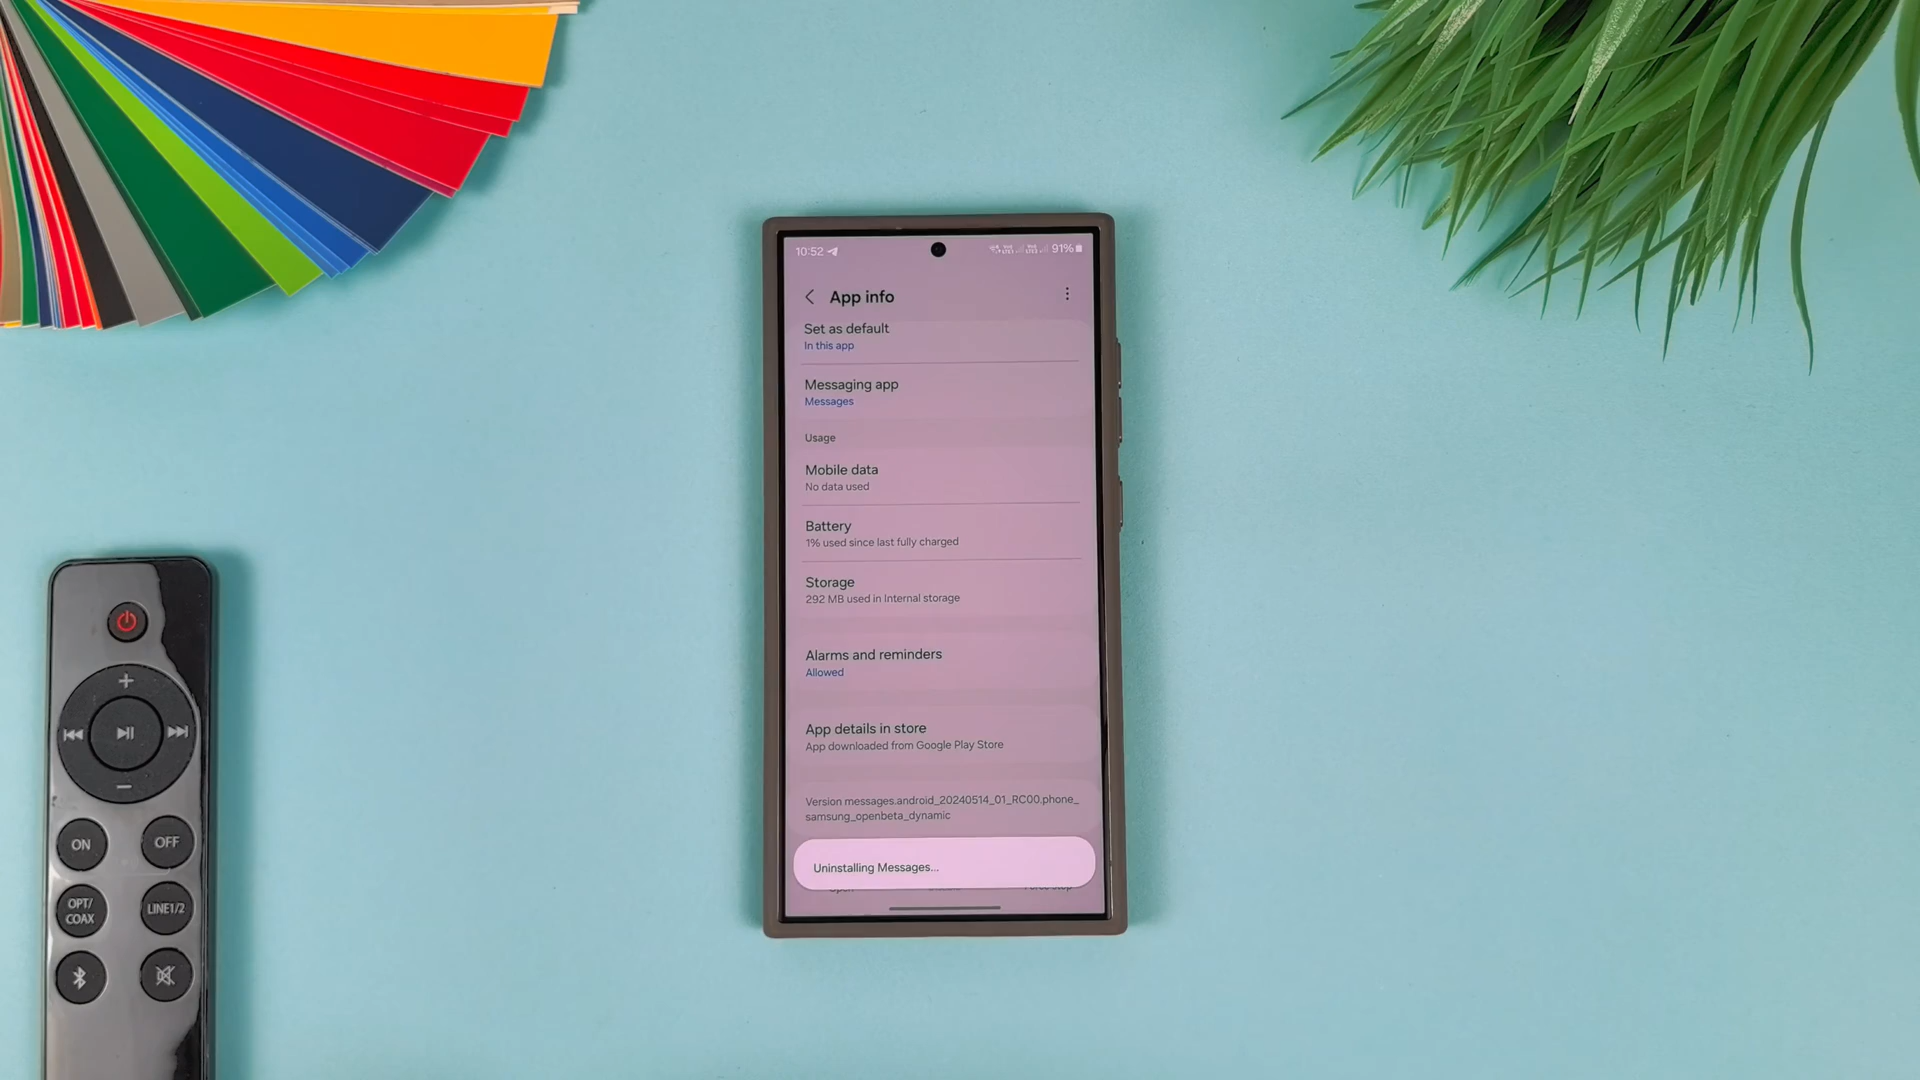 10:52
91%
App info
Set as default
In this app
Messaging app
Messages
Usage
Mobile data
No data used
Battery
1% used since last fully charged
Storage
292 MB used in Internal storage
Alarms and reminders
Allowed
App details in store
App downloaded from Google Play Store
Version messages.android_20240514_01_RC00.phone_
samsung_openbeta_dynamic
Uninstalling Messages...
ON
OFF
OPT/
COAX
LINE1/2